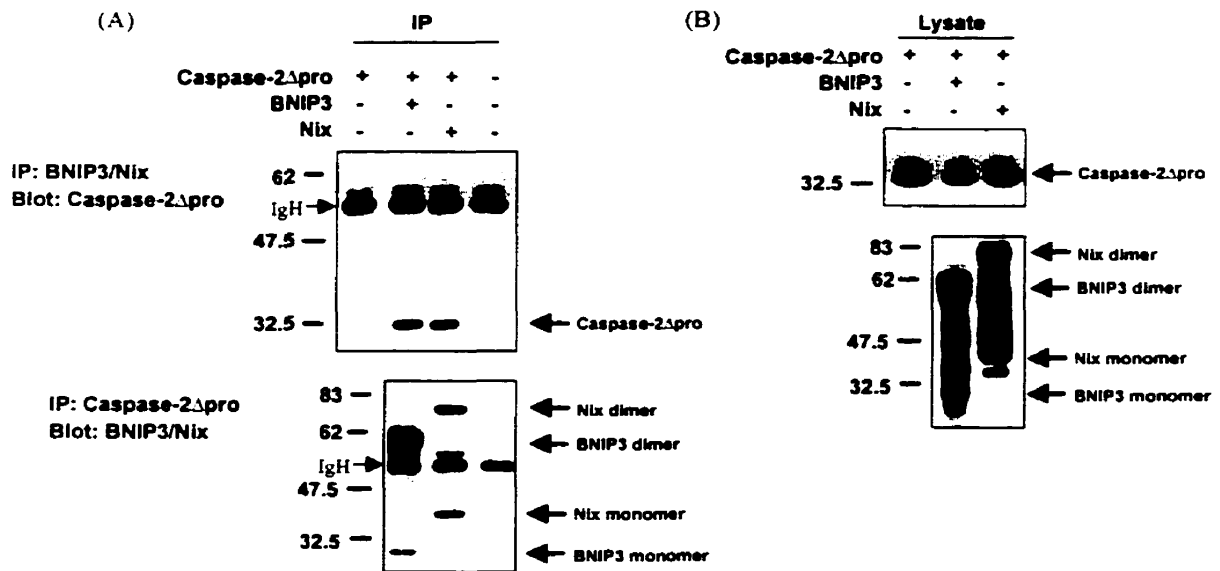 (A)
IP
Caspase-2Δpro + + + -
BNIP3 - + - -
Nix - - + -
IP: BNIP3/Nix
Blot: Caspase-2Δpro
62
IgH
47.5
32.5
Caspase-2Δpro
IP: Caspase-2Δpro
Blot: BNIP3/Nix
83
62
IgH
47.5
32.5
Nix dimer
BNIP3 dimer
Nix monomer
BNIP3 monomer
(B)
Lysate
Caspase-2Δpro + + +
BNIP3 - + -
Nix - - +
32.5
Caspase-2Δpro
83
62
47.5
32.5
Nix dimer
BNIP3 dimer
Nix monomer
BNIP3 monomer